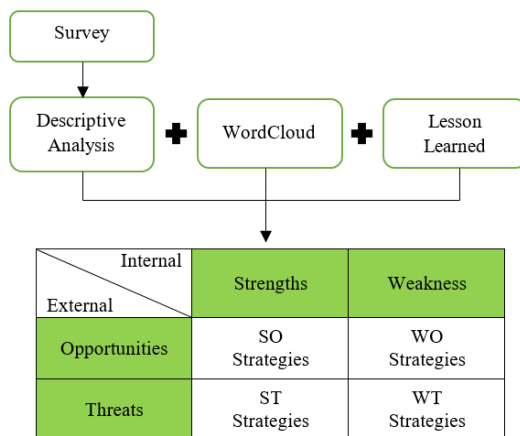 Survey
Descriptive
Analysis
WordCloud
Lesson
Learned
Internal
External
Strengths
Weakness
Opportunities
SO
Strategies
WO
Strategies
Threats
ST
Strategies
WT
Strategies